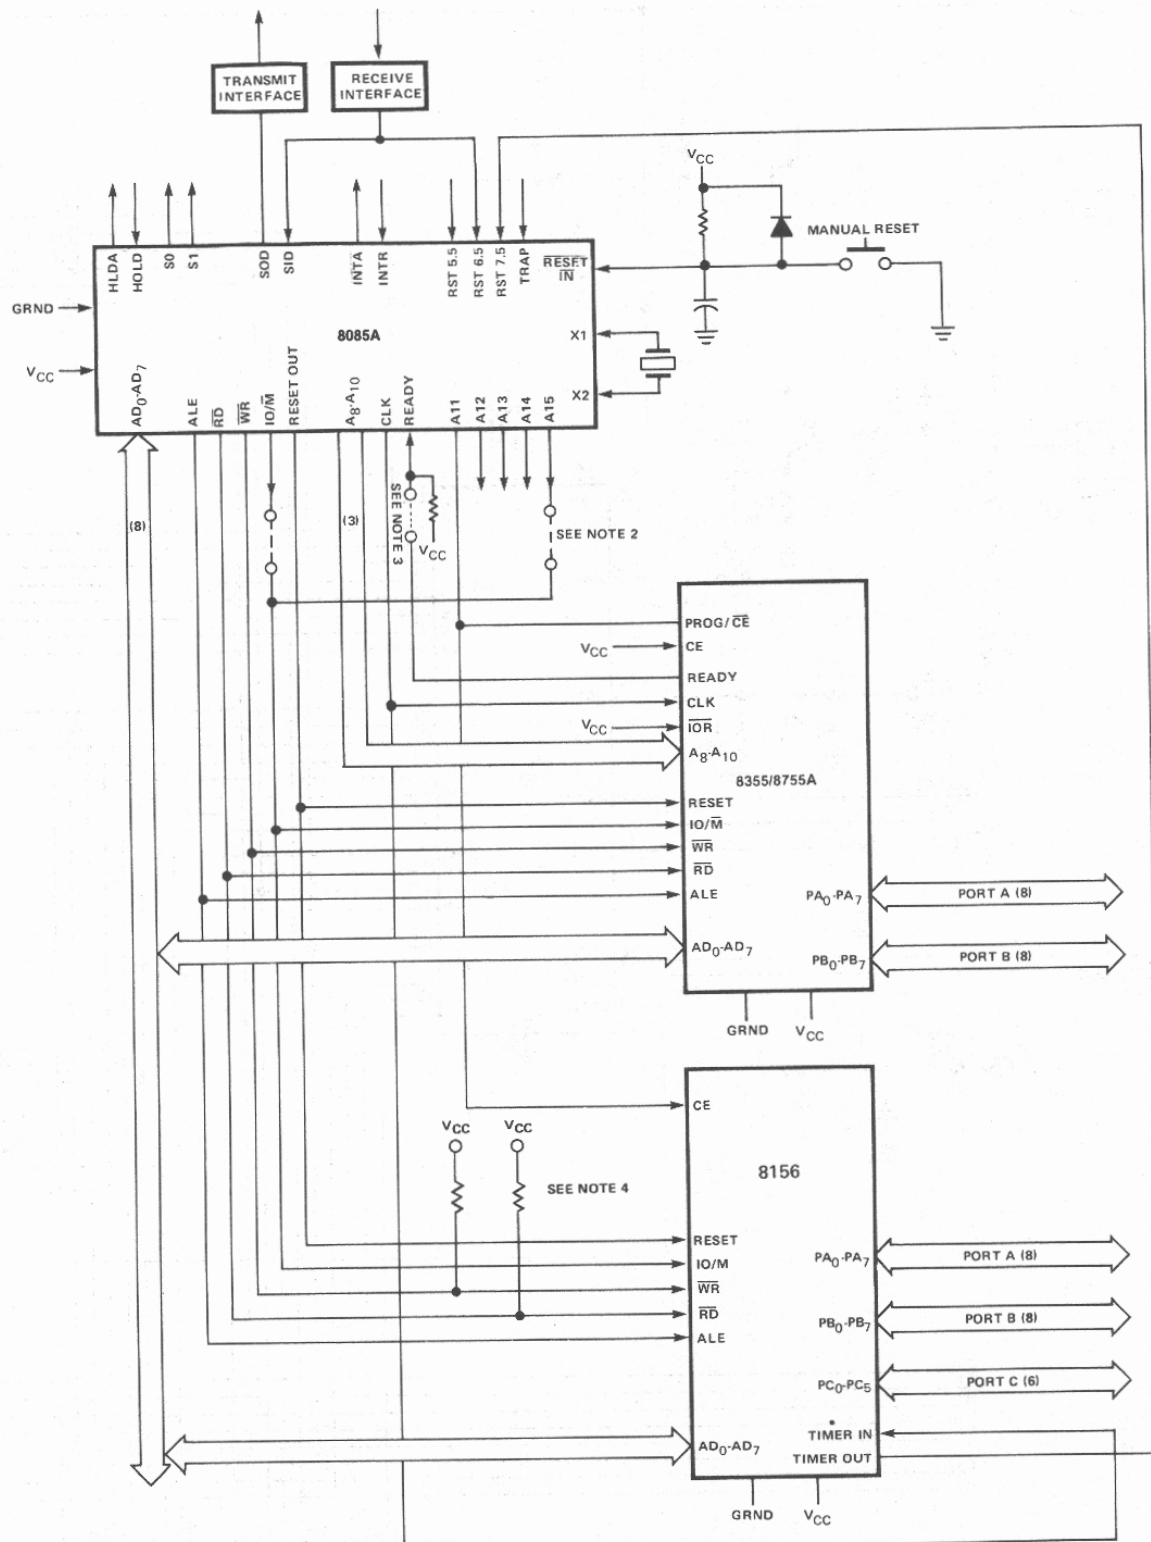 TRANSMIT
INTERFACE
RECEIVE
INTERFACE
VCC
MANUAL RESET
HLDA
HOLD
S0
S1
SOD
SID
INTA
INTR
RST 5.5
RST 6.5
RST 7.5
TRAP
RESET
IN
GRND
8085A
X1
VCC
X2
AD0-AD7
ALE
RD
WR
IO/M
RESET OUT
A8-A10
CLK
READY
A11
A12
A13
A14
A15
(8)
(3)
SEE NOTE 3
VCC
SEE NOTE 2
PROG/CE
VCC
CE
READY
CLK
VCC
IOR
A8-A10
8355/8755A
RESET
IO/M
WR
RD
ALE
PA0-PA7
PORT A (8)
AD0-AD7
PB0-PB7
PORT B (8)
GRND
VCC
CE
VCC
VCC
8156
SEE NOTE 4
RESET
IO/M
WR
RD
ALE
PA0-PA7
PORT A (8)
PB0-PB7
PORT B (8)
PC0-PC5
PORT C (6)
TIMER IN
AD0-AD7
TIMER OUT
GRND
VCC